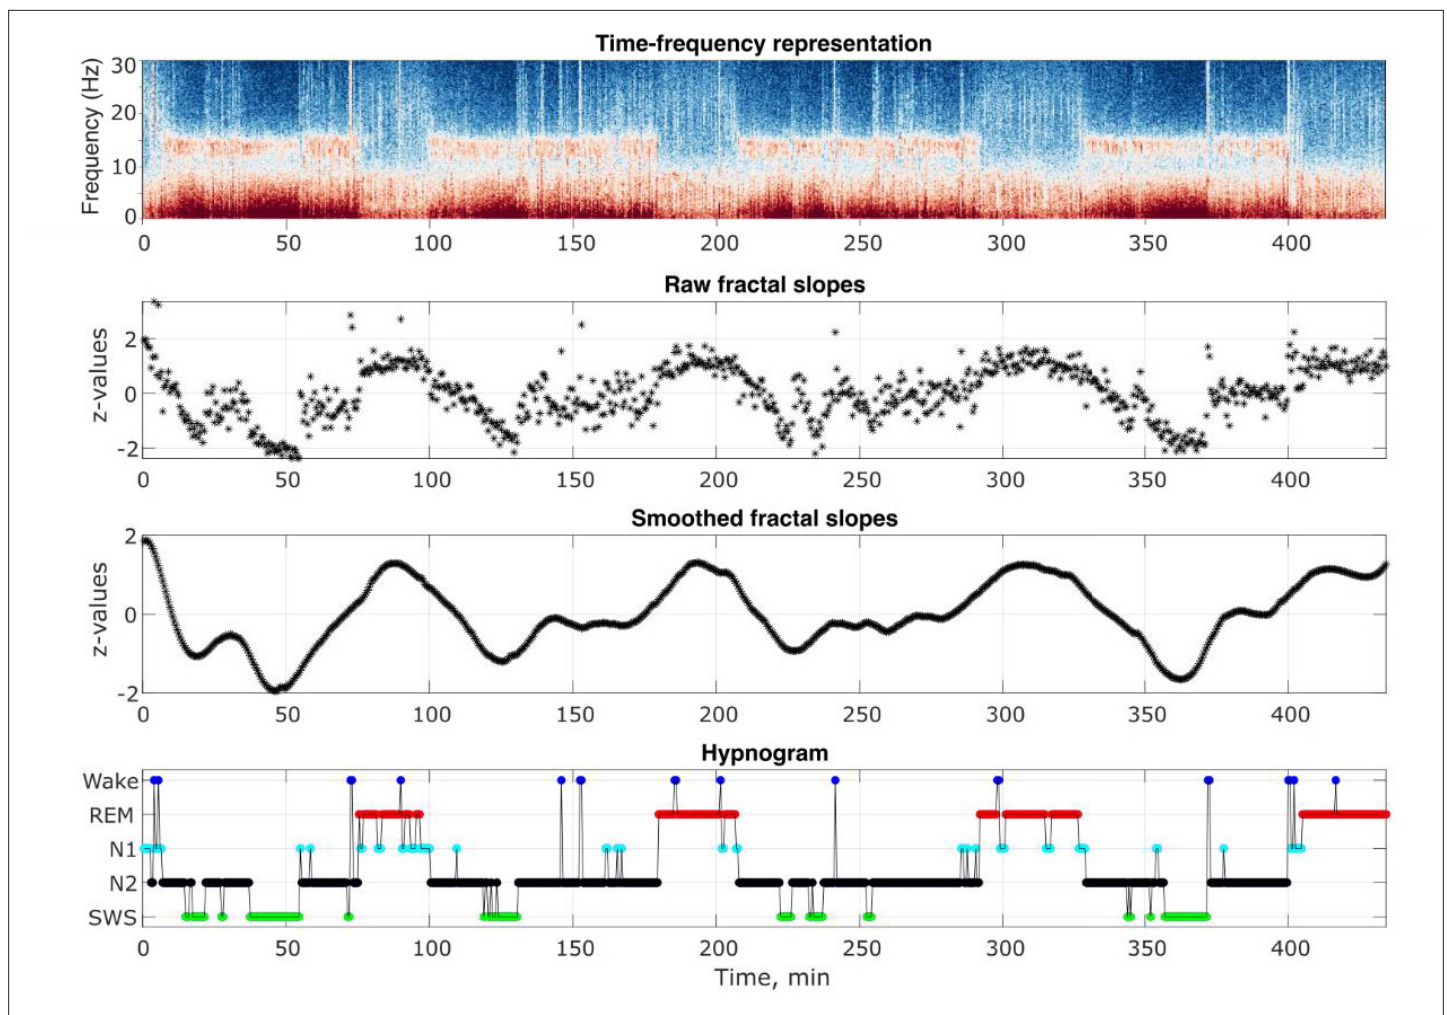 Time-frequency representation
Frequency (Hz)
30
20
10
0
0 50 100 150 200 250 300 350 400
Raw fractal slopes
z-values
2
0
-2
0 50 100 150 200 250 300 350 400
Smoothed fractal slopes
z-values
2
0
-2
0 50 100 150 200 250 300 350 400
Hypnogram
Wake
REM
N1
N2
SWS
0 50 100 150 200 250 300 350 400
Time, min